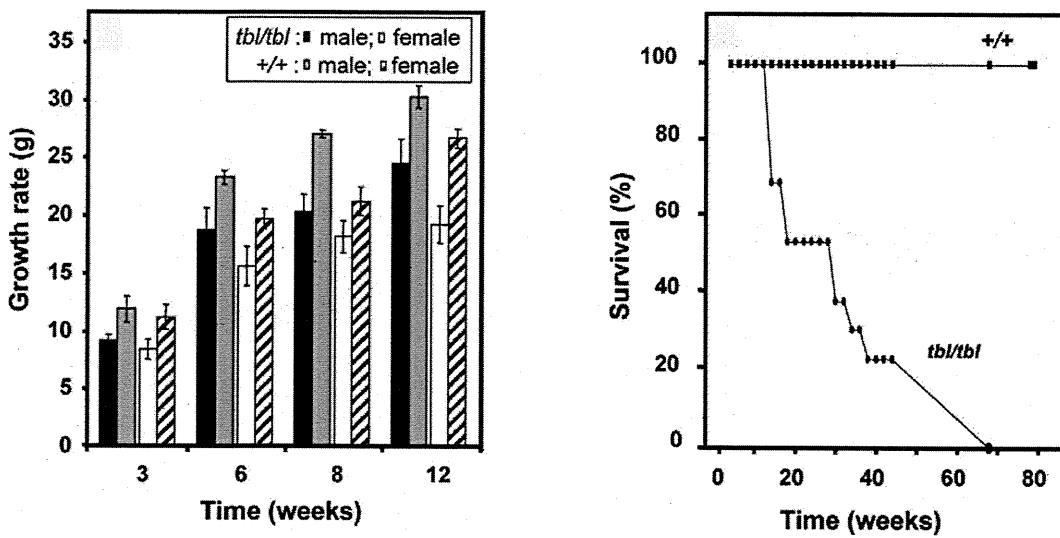 35
30
25
20
15
10
5
0
Growth rate (g)
tbl/tbl : male; female
+/+ : male; female
3 6 8 12
Time (weeks)
100
80
60
40
20
0
Survival (%)
+/+
tbl/tbl
0 20 40 60 80
Time (weeks)